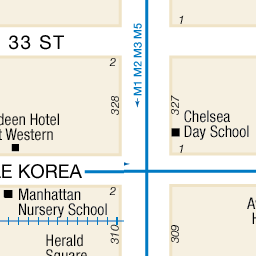 1
33 ST
M1 M2 M3 M5
2
328
327
deen Hotel
t Western
Chelsea
Day School
1
LE KOREA
Manhattan
Nursery School
2
310
309
Herald
Square